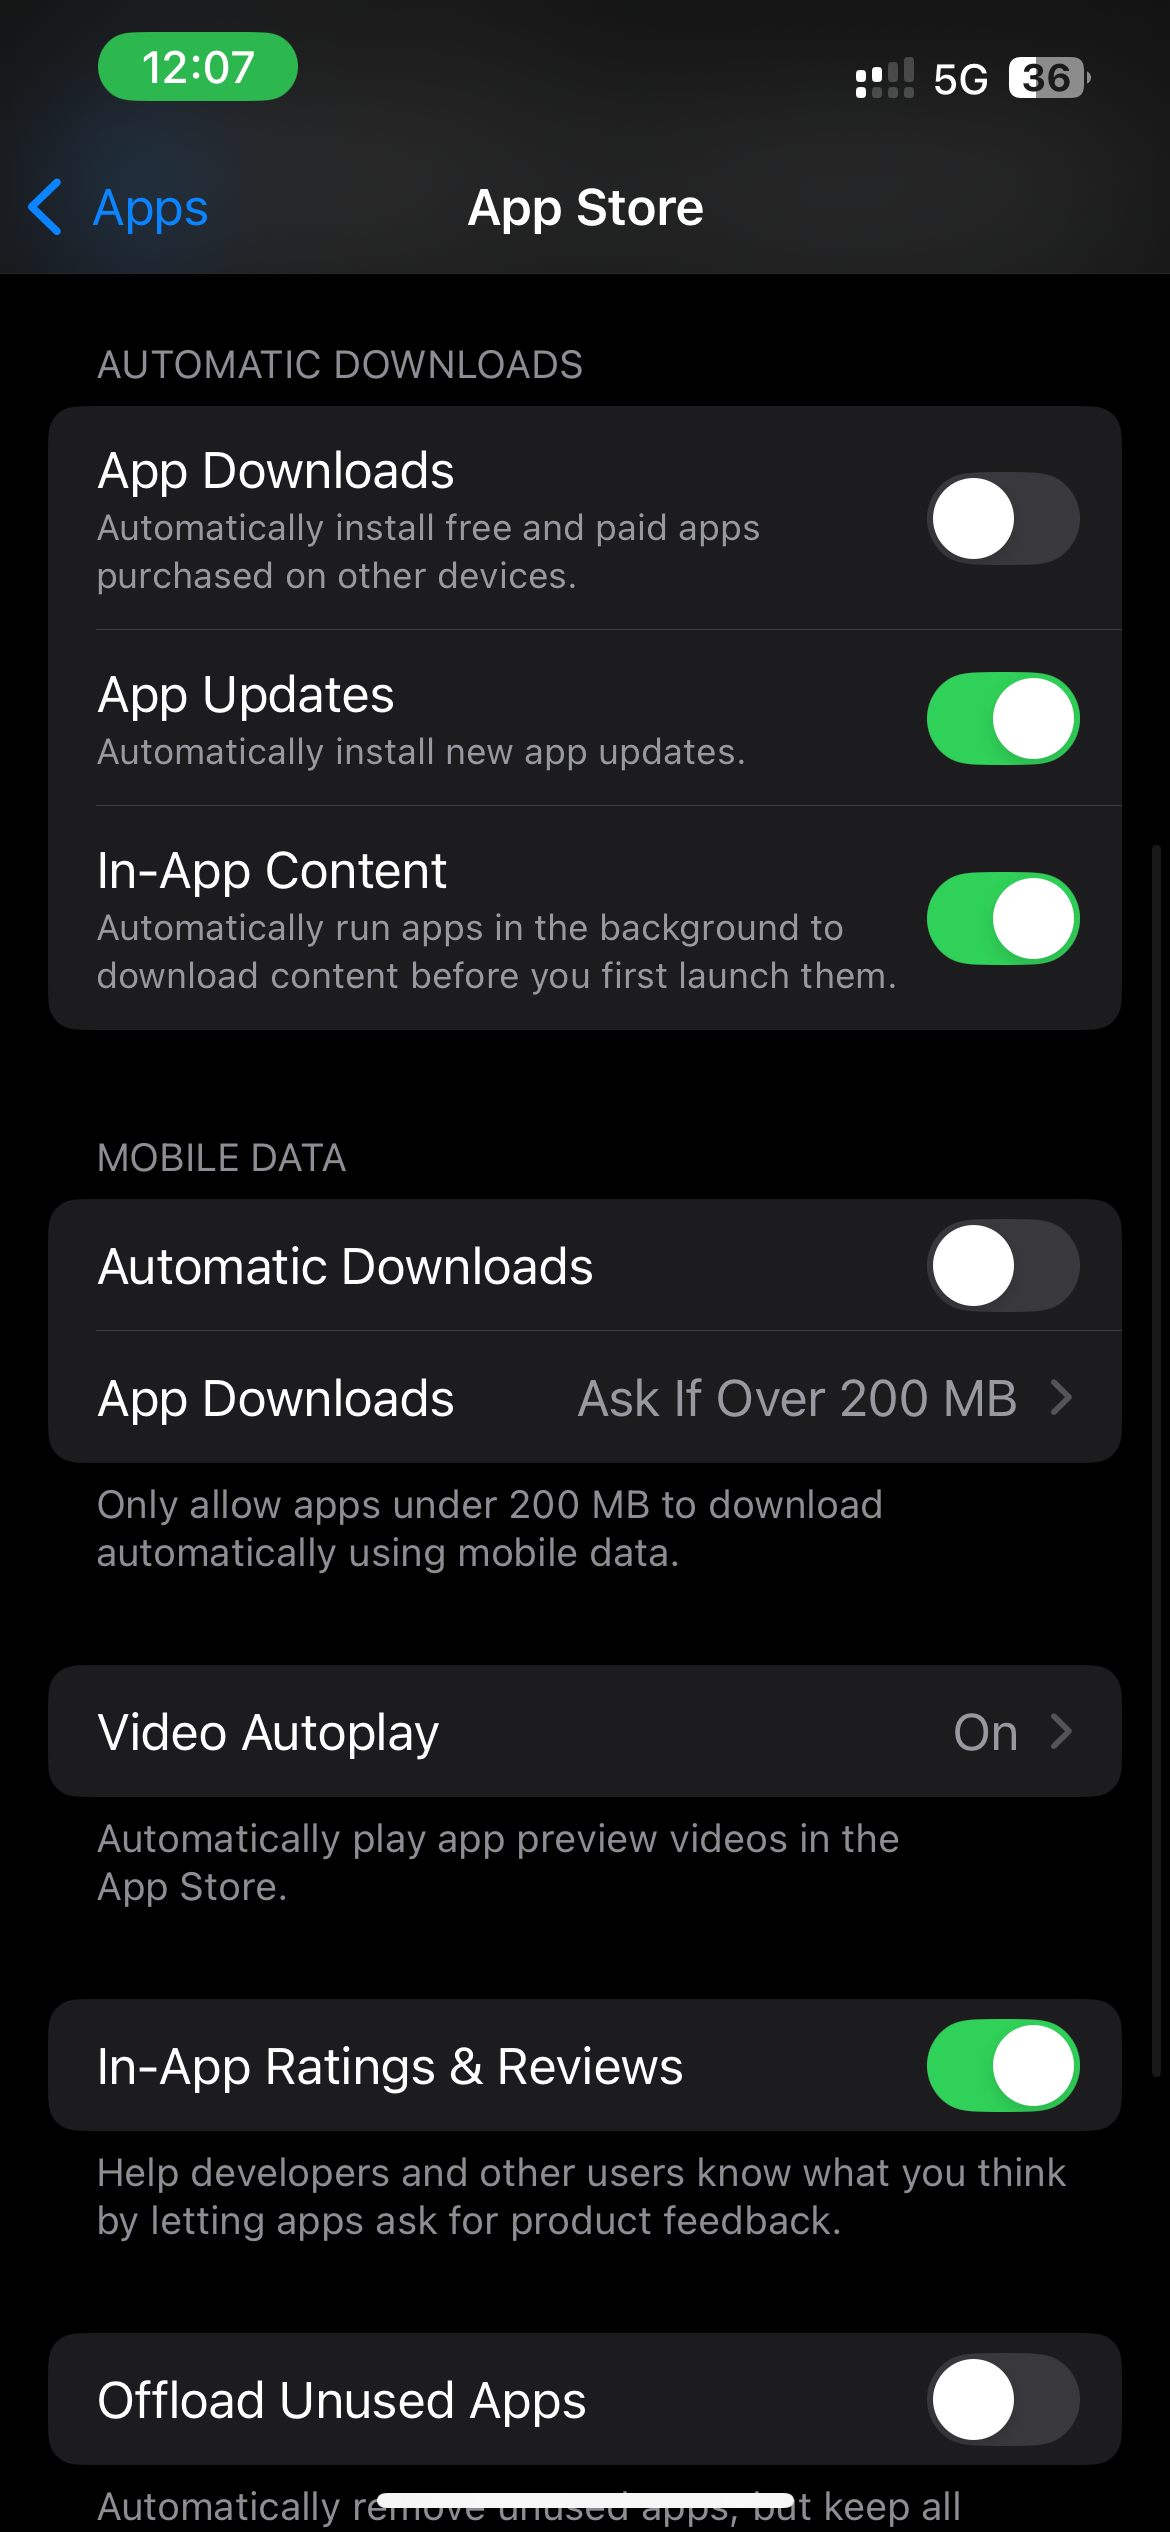 12:07
5G 36
Apps
App Store
AUTOMATIC DOWNLOADS
App Downloads
Automatically install free and paid apps
purchased on other devices.
App Updates
Automatically install new app updates.
In-App Content
Automatically run apps in the background to
download content before you first launch them.
MOBILE DATA
Automatic Downloads
App Downloads Ask If Over 200 MB
Only allow apps under 200 MB to download
automatically using mobile data.
Video Autoplay On
Automatically play app preview videos in the
App Store.
In-App Ratings & Reviews
Help developers and other users know what you think
by letting apps ask for product feedback.
Offload Unused Apps
Automatically remove unused apps, but keep all